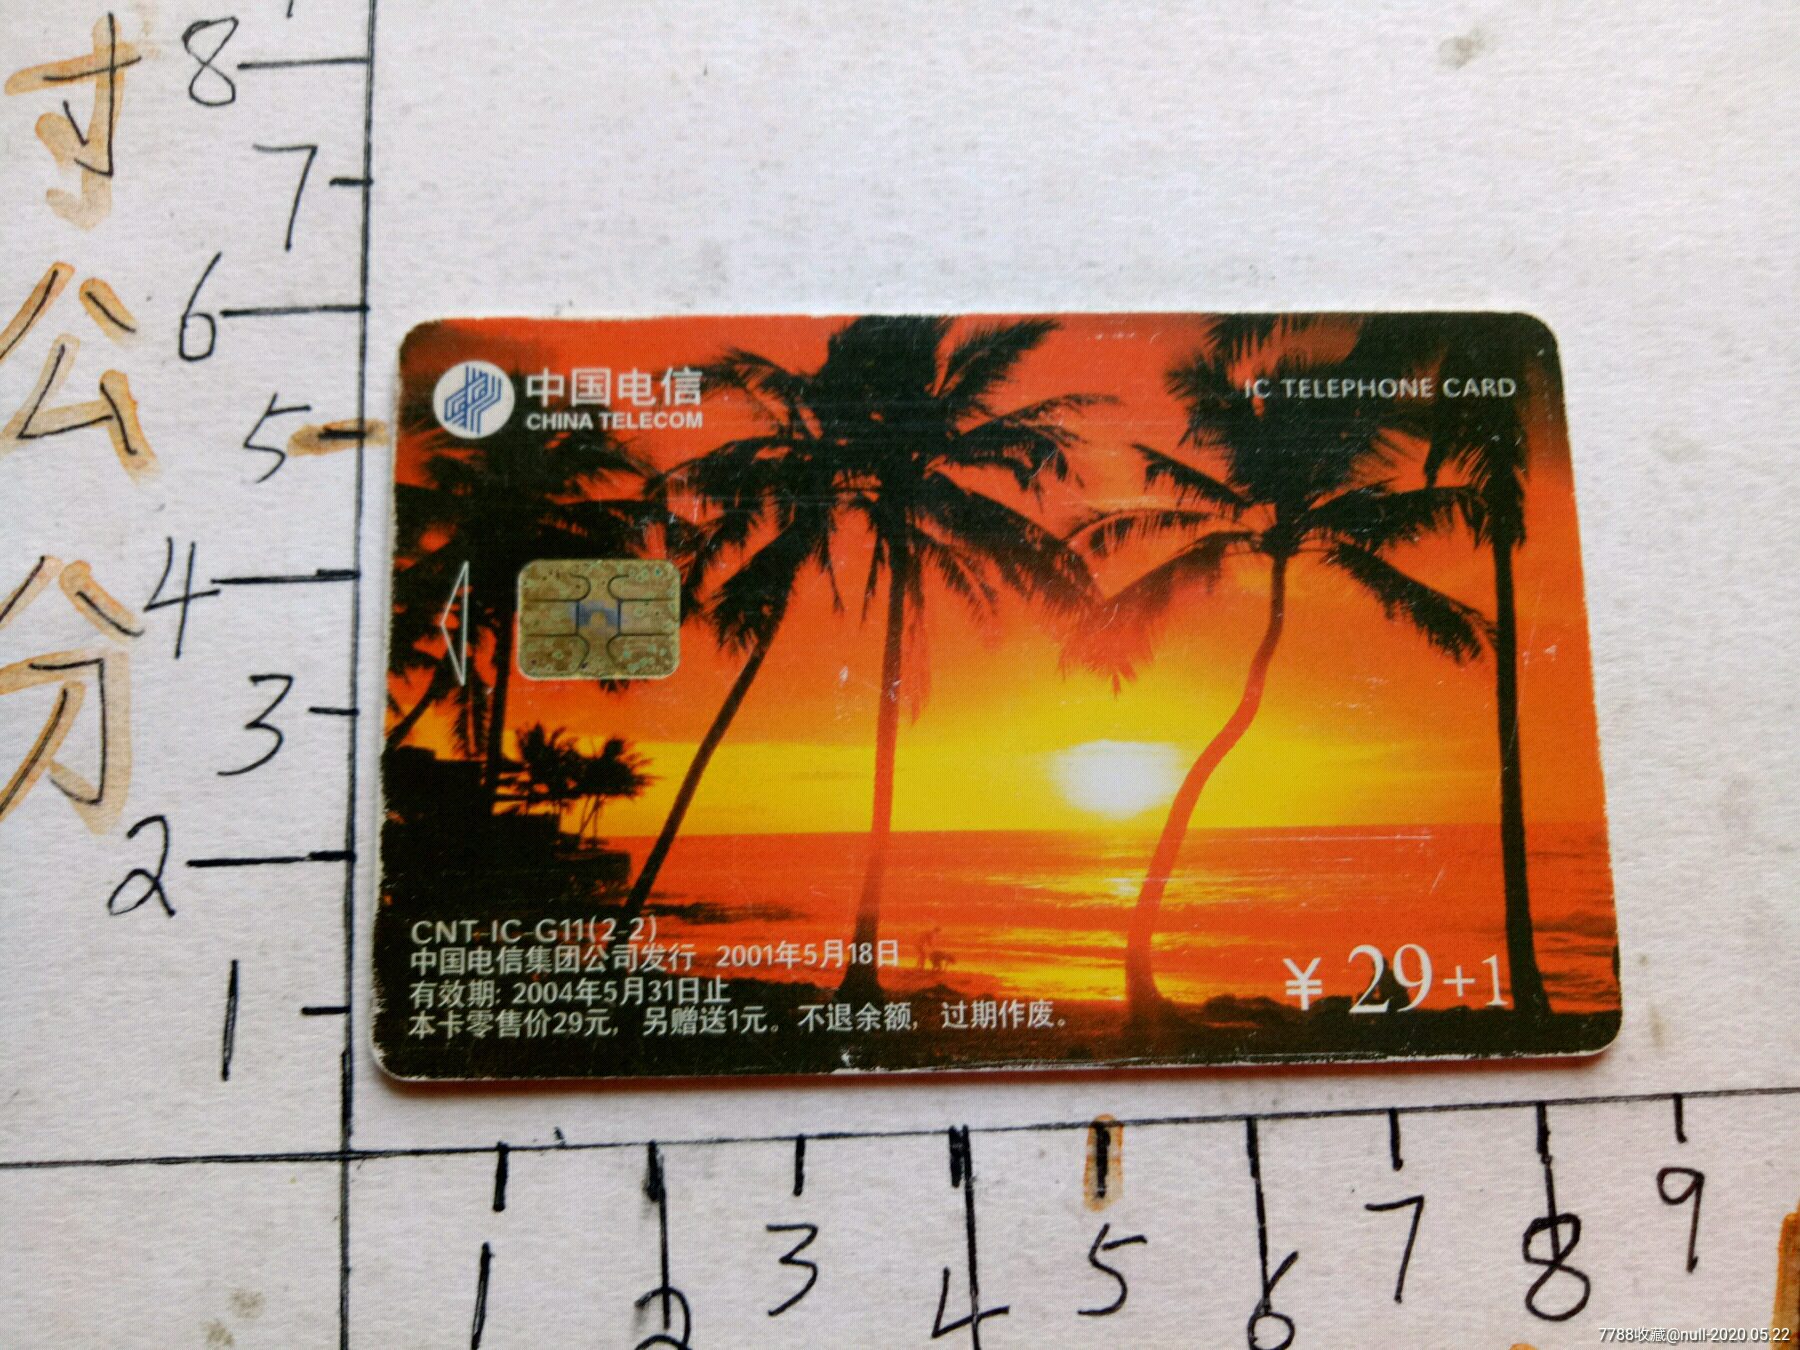 寸
公
分
8
7
6
5
4
3
2
1
中国电信
CHINA TELECOM
IC TELEPHONE CARD
CNT-IC-G11(2-2)
中国电信集团公司发行 2001年5月18日
有效期: 2004年5月31日止
本卡零售价29元，另赠送1元。不退余额，过期作废。
¥ 29+1
1 2 3 4 5 6 7 8 9
7788收藏@null-2020.05.22